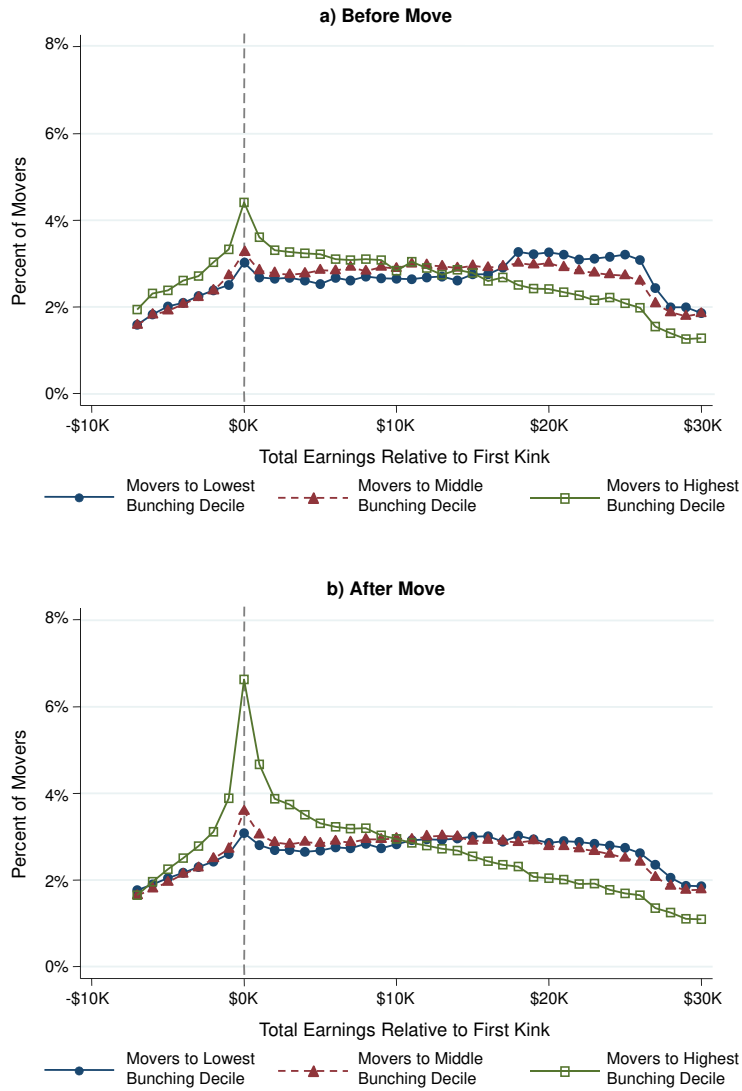 a) Before Move
8%
6%
4%
2%
0%
Percent of Movers
-$10K $0K $10K $20K $30K
Total Earnings Relative to First Kink
Movers to Lowest Bunching Decile
Movers to Middle Bunching Decile
Movers to Highest Bunching Decile
b) After Move
8%
6%
4%
2%
0%
Percent of Movers
-$10K $0K $10K $20K $30K
Total Earnings Relative to First Kink
Movers to Lowest Bunching Decile
Movers to Middle Bunching Decile
Movers to Highest Bunching Decile